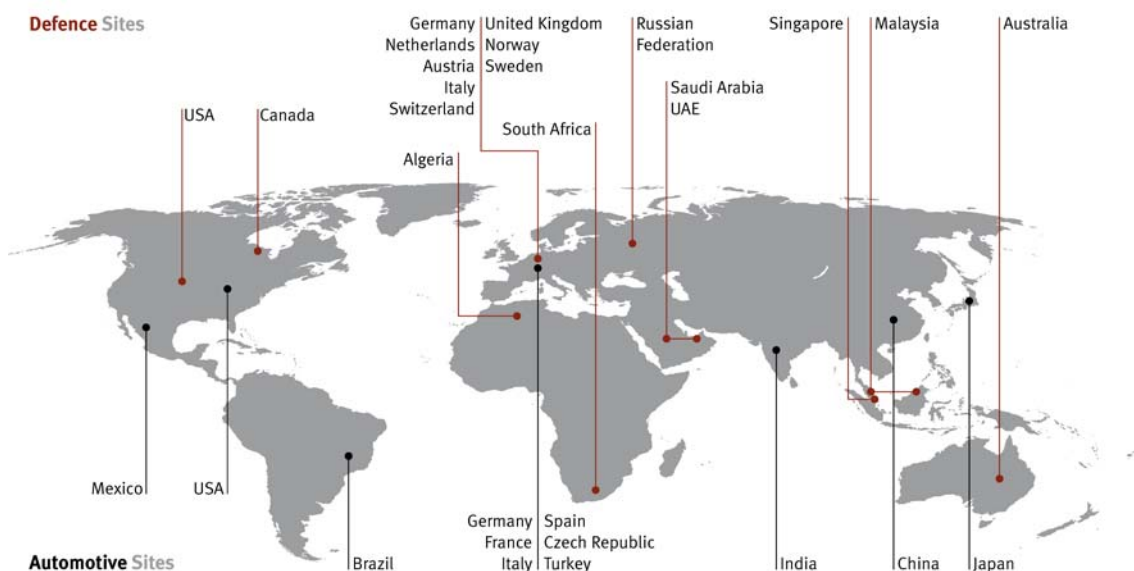 Defence Sites
Germany
Netherlands
Austria
Italy
Switzerland
United Kingdom
Norway
Sweden
Russian
Federation
Singapore
Malaysia
Australia
Saudi Arabia
UAE
USA
Canada
South Africa
Algeria
Mexico
USA
Brazil
Germany
France
Italy
Spain
Czech Republic
Turkey
India
China
Japan
Automotive Sites